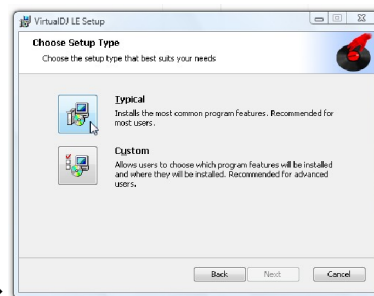 VirtualDJ LE Setup
Choose Setup Type
Choose the setup type that best suits your needs
Typical
Installs the most common program features. Recommended for
most users.
Custom
Allows users to choose which program features will be installed
and where they will be installed. Recommended for advanced
users.
Back Next Cancel